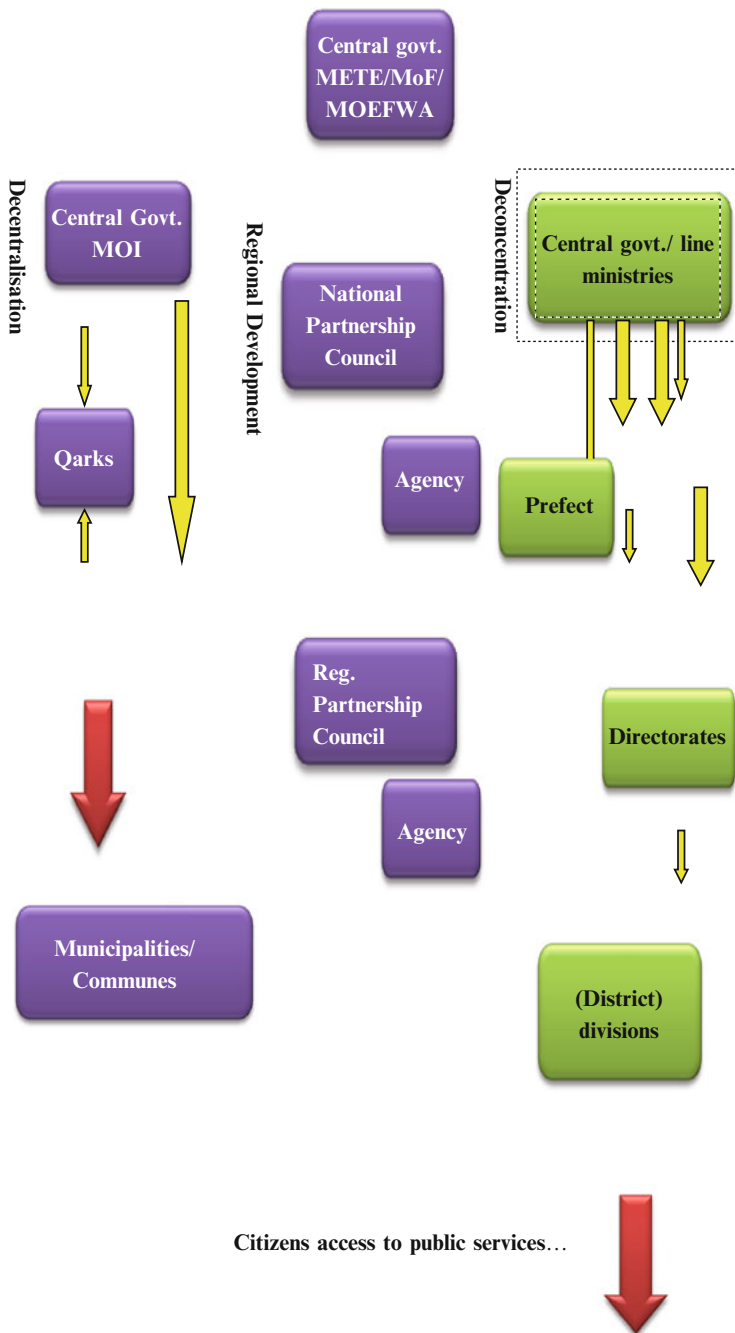 Central govt.
METE/MoF/
MOEFWA
Decentralisation
Central Govt.
MOI
Regional Development
National
Partnership
Council
Deconcentration
Central govt./ line
ministries
Qarks
Agency
Prefect
Reg.
Partnership
Council
Directorates
Agency
Municipalities/
Communes
(District)
divisions
Citizens access to public services…